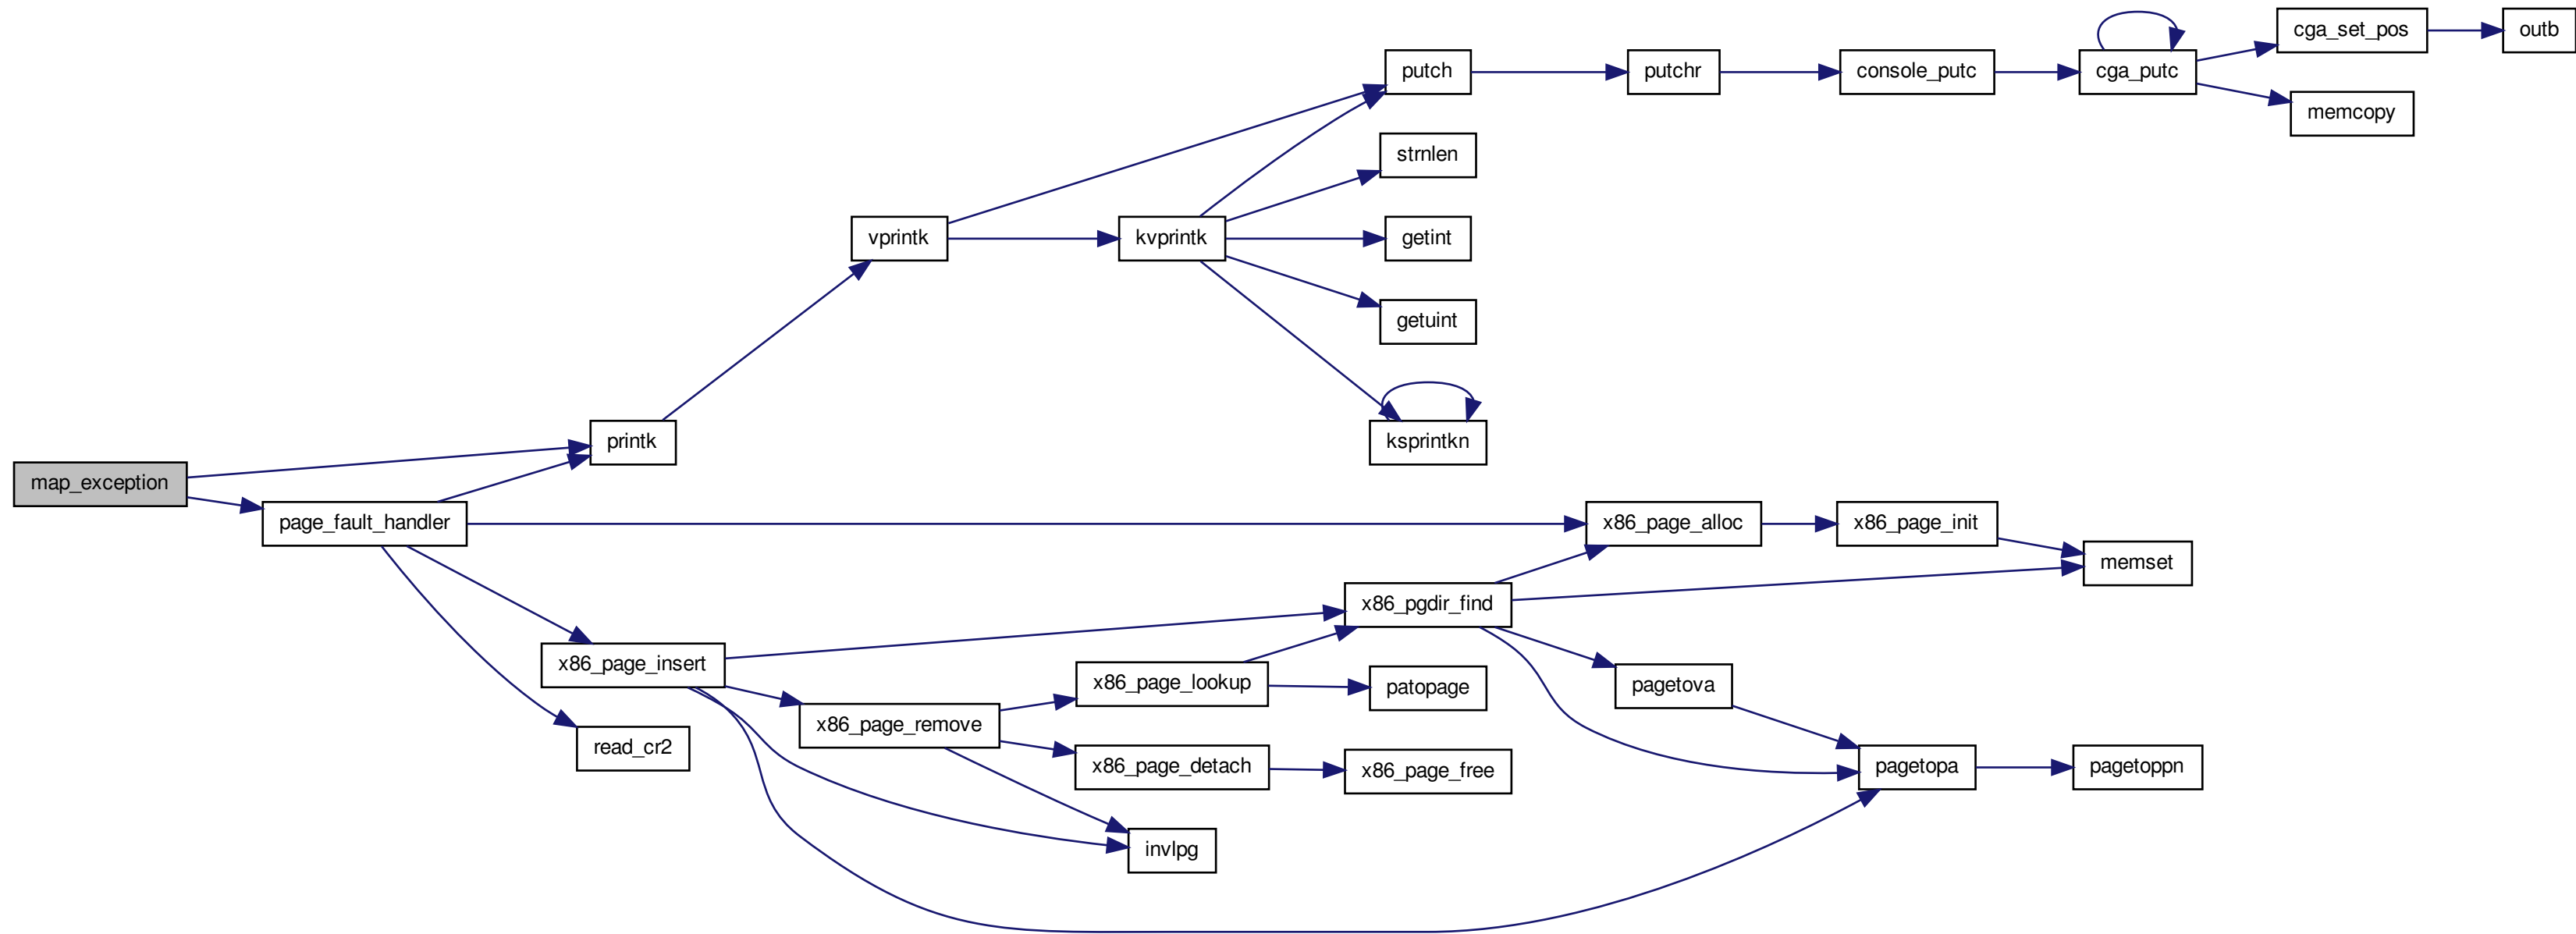 cga_set_pos
outb
putch
putchr
console_putc
cga_putc
memcopy
strnlen
vprintk
kvprintk
getint
getuint
printk
ksprintkn
map_exception
page_fault_handler
x86_page_alloc
x86_page_init
memset
x86_pgdir_find
x86_page_insert
x86_page_lookup
patopage
pagetova
x86_page_remove
read_cr2
x86_page_detach
x86_page_free
pagetopa
pagetoppn
invlpg